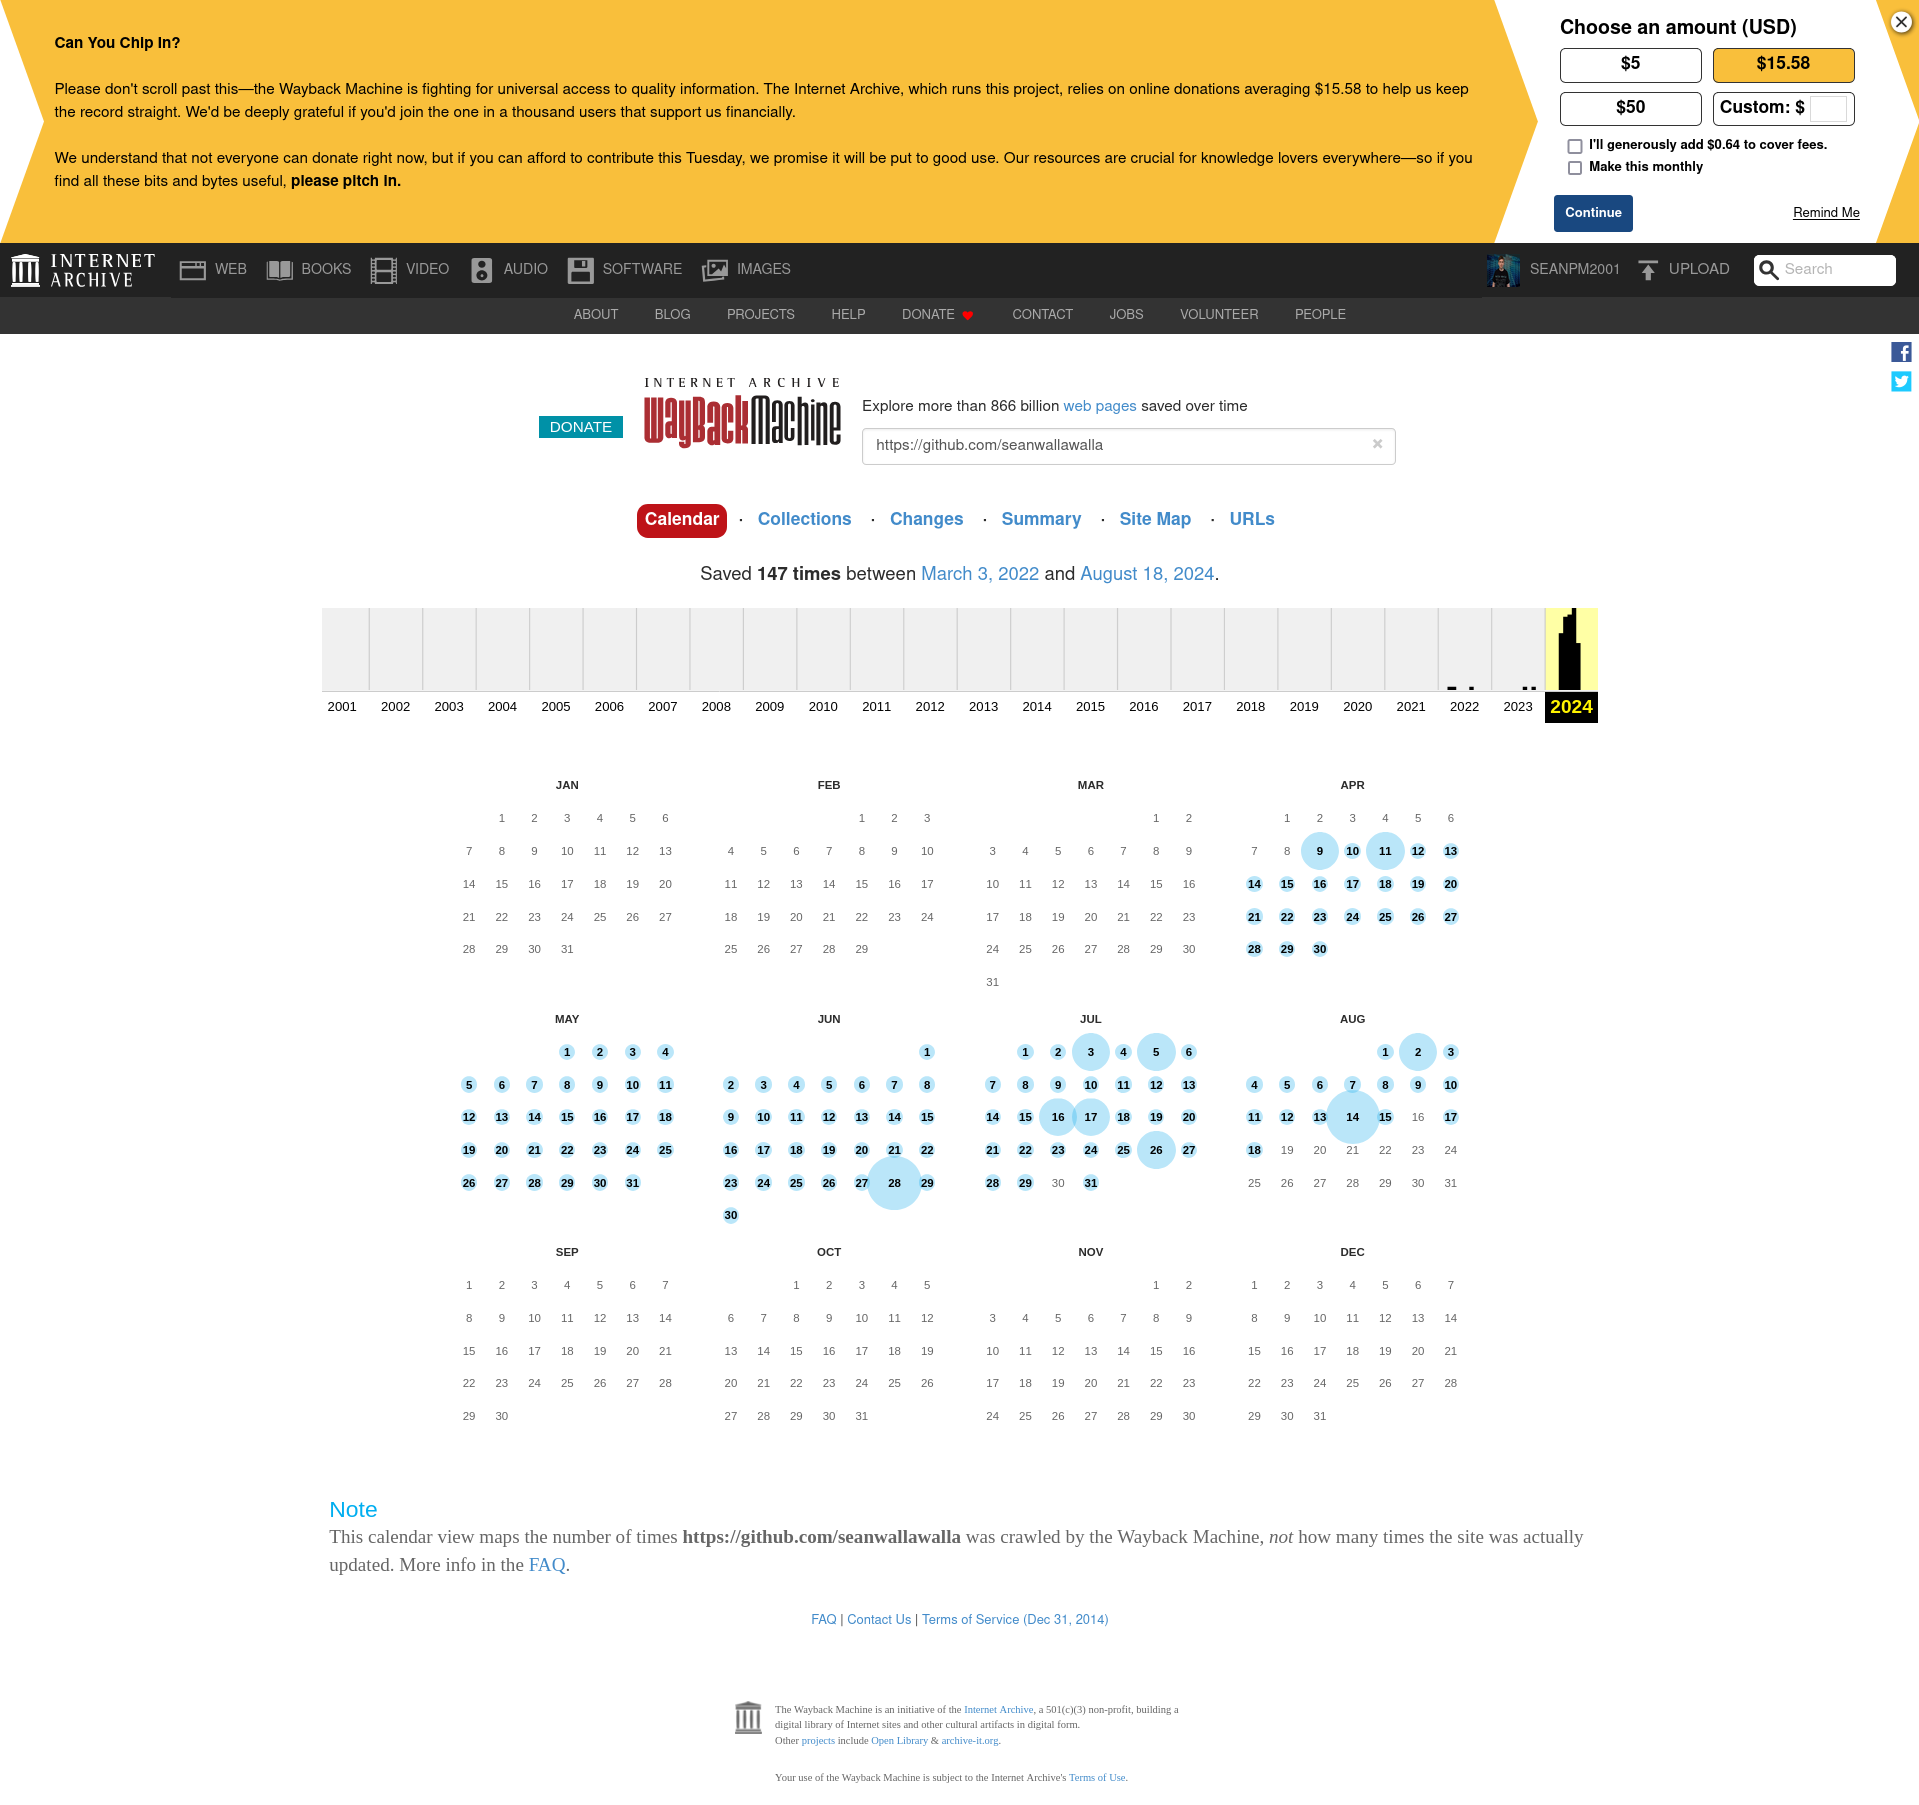 Can You Chip In?
Please don't scroll past this—the Wayback Machine is fighting for universal access to quality information. The Internet Archive, which runs this project, relies on online donations averaging $15.58 to help us keep
the record straight. We'd be deeply grateful if you'd join the one in a thousand users that support us financially.
We understand that not everyone can donate right now, but if you can afford to contribute this Tuesday, we promise it will be put to good use. Our resources are crucial for knowledge lovers everywhere—so if you
find all these bits and bytes useful, please pitch in.
Choose an amount (USD)
$5 $15.58
$50 Custom: $
I'll generously add $0.64 to cover fees.
Make this monthly
Continue Remind Me
INTERNET ARCHIVE WEB BOOKS VIDEO AUDIO SOFTWARE IMAGES SEANPM2001 UPLOAD Search
ABOUT BLOG PROJECTS HELP DONATE CONTACT JOBS VOLUNTEER PEOPLE
DONATE
INTERNET ARCHIVE
WayBackMachine
Explore more than 866 billion web pages saved over time
https://github.com/seanwallawalla
Calendar · Collections · Changes · Summary · Site Map · URLs
Saved 147 times between March 3, 2022 and August 18, 2024.
2001 2002 2003 2004 2005 2006 2007 2008 2009 2010 2011 2012 2013 2014 2015 2016 2017 2018 2019 2020 2021 2022 2023 2024
JAN
1 2 3 4 5 6
7 8 9 10 11 12 13
14 15 16 17 18 19 20
21 22 23 24 25 26 27
28 29 30 31
FEB
1 2 3
4 5 6 7 8 9 10
11 12 13 14 15 16 17
18 19 20 21 22 23 24
25 26 27 28 29
MAR
1 2
3 4 5 6 7 8 9
10 11 12 13 14 15 16
17 18 19 20 21 22 23
24 25 26 27 28 29 30
31
APR
1 2 3 4 5 6
7 8 9 10 11 12 13
14 15 16 17 18 19 20
21 22 23 24 25 26 27
28 29 30
MAY
1 2 3 4
5 6 7 8 9 10 11
12 13 14 15 16 17 18
19 20 21 22 23 24 25
26 27 28 29 30 31
JUN
1
2 3 4 5 6 7 8
9 10 11 12 13 14 15
16 17 18 19 20 21 22
23 24 25 26 27 28 29
30
JUL
1 2 3 4 5 6
7 8 9 10 11 12 13
14 15 16 17 18 19 20
21 22 23 24 25 26 27
28 29 30 31
AUG
1 2 3
4 5 6 7 8 9 10
11 12 13 14 15 16 17
18 19 20 21 22 23 24
25 26 27 28 29 30 31
SEP
1 2 3 4 5 6 7
8 9 10 11 12 13 14
15 16 17 18 19 20 21
22 23 24 25 26 27 28
29 30
OCT
1 2 3 4 5
6 7 8 9 10 11 12
13 14 15 16 17 18 19
20 21 22 23 24 25 26
27 28 29 30 31
NOV
1 2
3 4 5 6 7 8 9
10 11 12 13 14 15 16
17 18 19 20 21 22 23
24 25 26 27 28 29 30
DEC
1 2 3 4 5 6 7
8 9 10 11 12 13 14
15 16 17 18 19 20 21
22 23 24 25 26 27 28
29 30 31
Note
This calendar view maps the number of times https://github.com/seanwallawalla was crawled by the Wayback Machine, not how many times the site was actually
updated. More info in the FAQ.
FAQ | Contact Us | Terms of Service (Dec 31, 2014)
The Wayback Machine is an initiative of the Internet Archive, a 501(c)(3) non-profit, building a
digital library of Internet sites and other cultural artifacts in digital form.
Other projects include Open Library & archive-it.org.
Your use of the Wayback Machine is subject to the Internet Archive's Terms of Use.